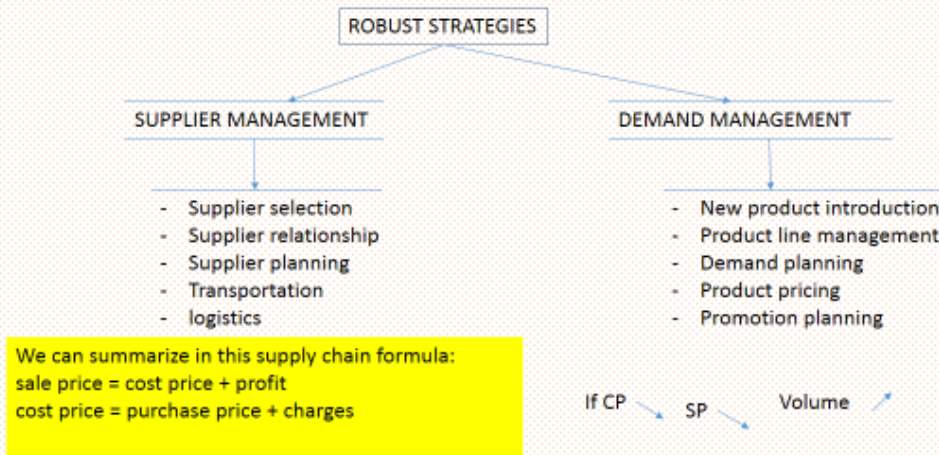 ROBUST STRATEGIES
SUPPLIER MANAGEMENT
- Supplier selection
- Supplier relationship
- Supplier planning
- Transportation
- logistics
DEMAND MANAGEMENT
- New product introduction
- Product line management
- Demand planning
- Product pricing
- Promotion planning
We can summarize in this supply chain formula:
sale price = cost price + profit
cost price = purchase price + charges
If CP SP Volume